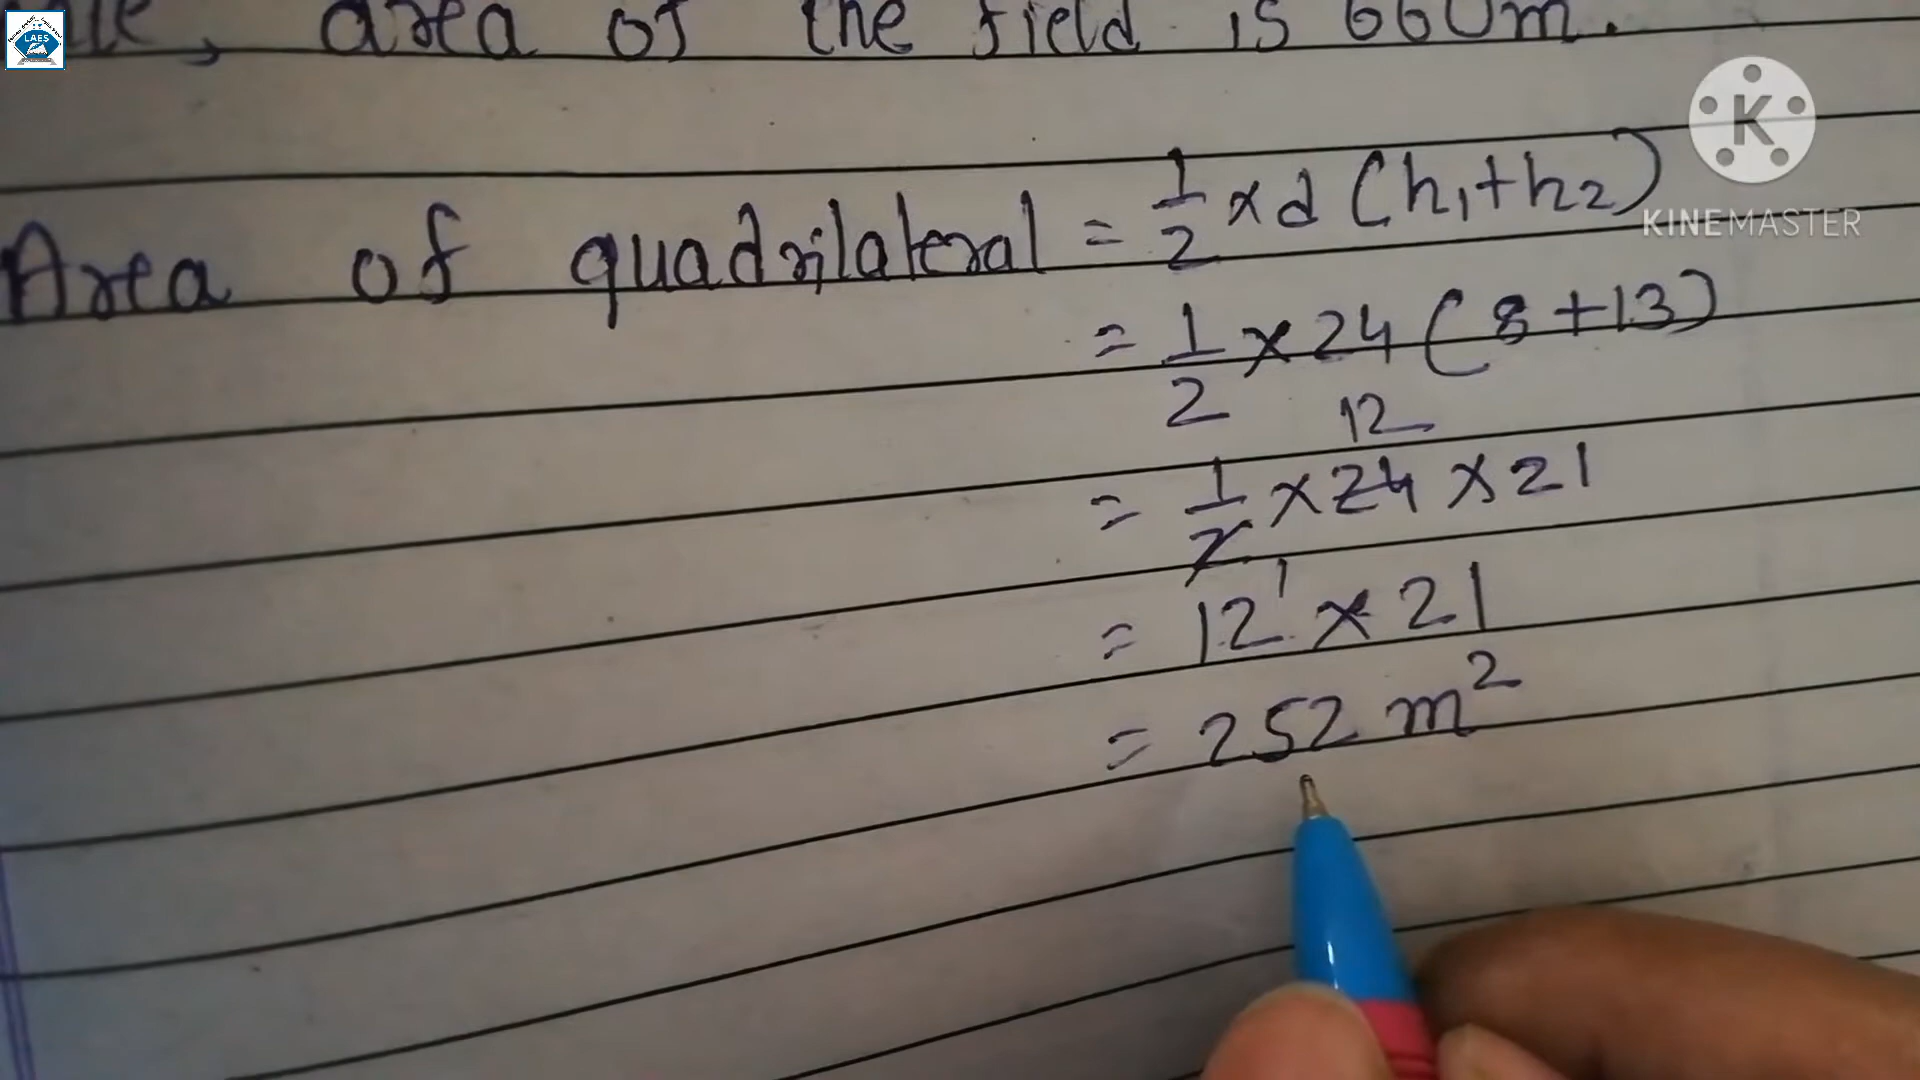 area of the field is 660m.
Area of quadrilateral = 1/2 × d (h₁+h₂)
= 1/2 × 24 (8+13)
12
= 1/2 × 24 × 21
1
= 12 × 21
= 252 m²
LAES
K
KINEMASTER